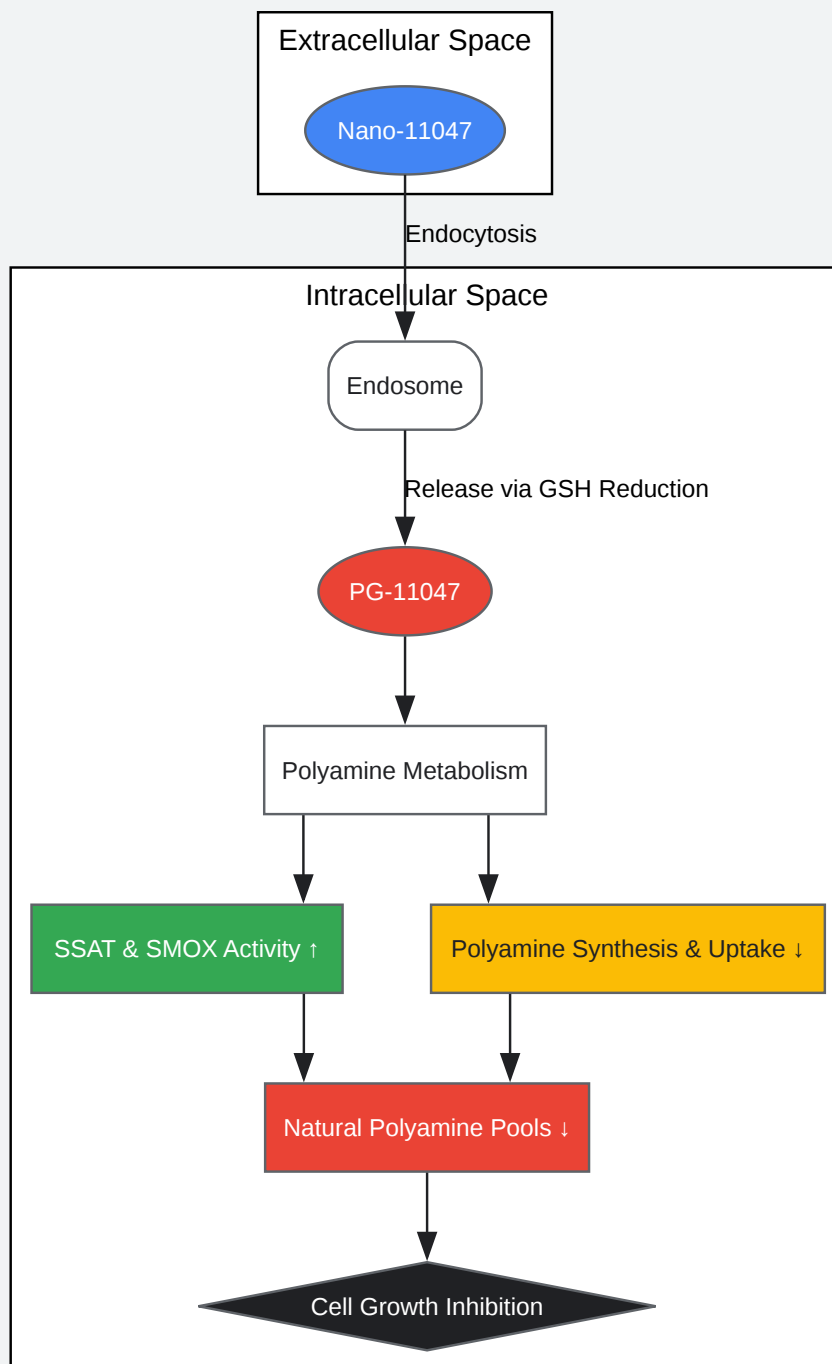 Extracellular Space
Nano-11047
Endocytosis
Intracellular Space
Endosome
Release via GSH Reduction
PG-11047
Polyamine Metabolism
SSAT & SMOX Activity ↑
Polyamine Synthesis & Uptake ↓
Natural Polyamine Pools ↓
Cell Growth Inhibition